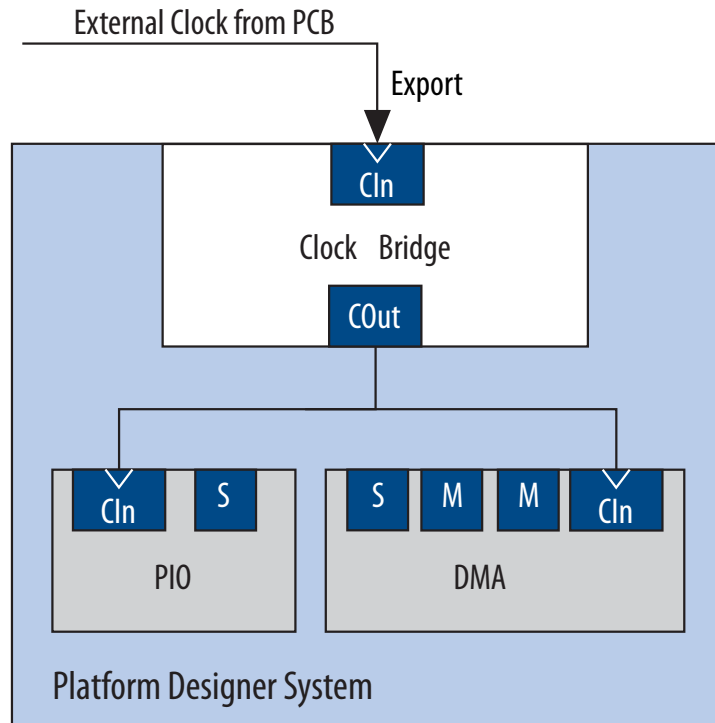 External Clock from PCB
Export
CIn
Clock Bridge
COut
CIn S
S M M CIn
PIO
DMA
Platform Designer System